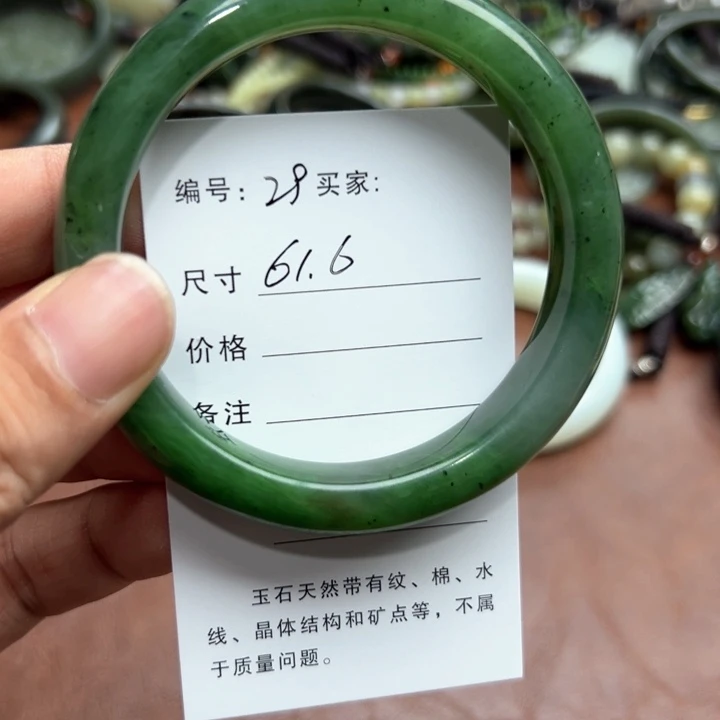 编号: 28 买家:
尺寸 61.6
价格
备注
玉石天然带有纹、棉、水
线、晶体结构和矿点等，不属
于质量问题。